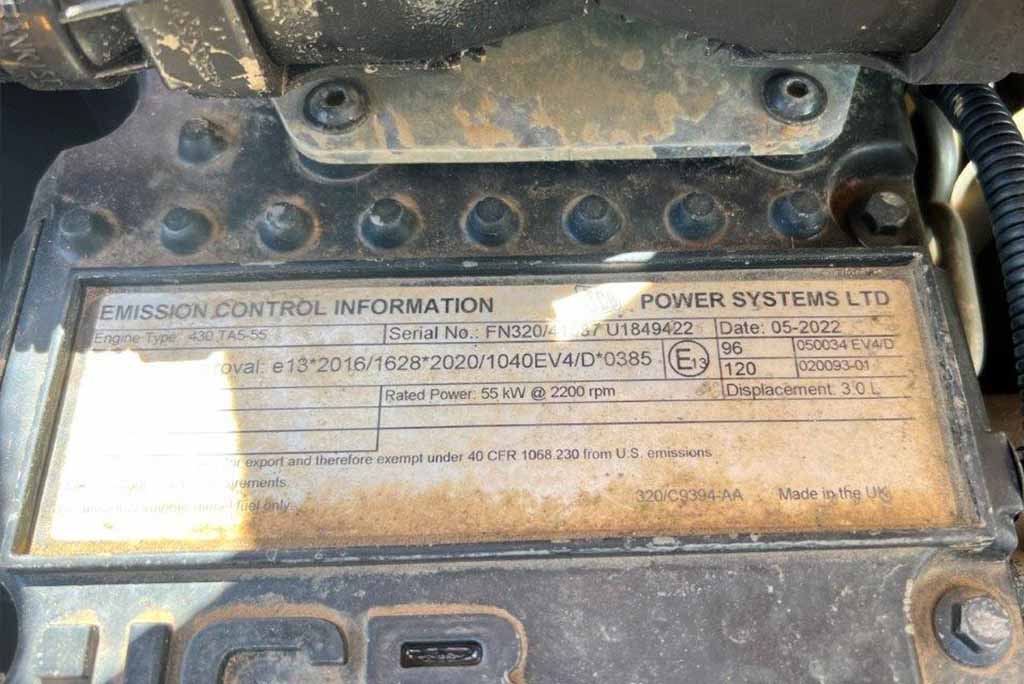 EMISSION CONTROL INFORMATION POWER SYSTEMS LTD
Engine Type: 430 TA5-55 Serial No.: FN320/ U1849422 Date: 05-2022
e13*2016/1628*2020/1040EV4/D*0385 E13 96 050034 EV4/D
120 020093-01
Rated Power: 55 kW @ 2200 rpm Displacement: 3.0 L
export and therefore exempt under 40 CFR 1068.230 from U.S. emissions
320/C9394-AA Made in the UK
fuel only.
JCB